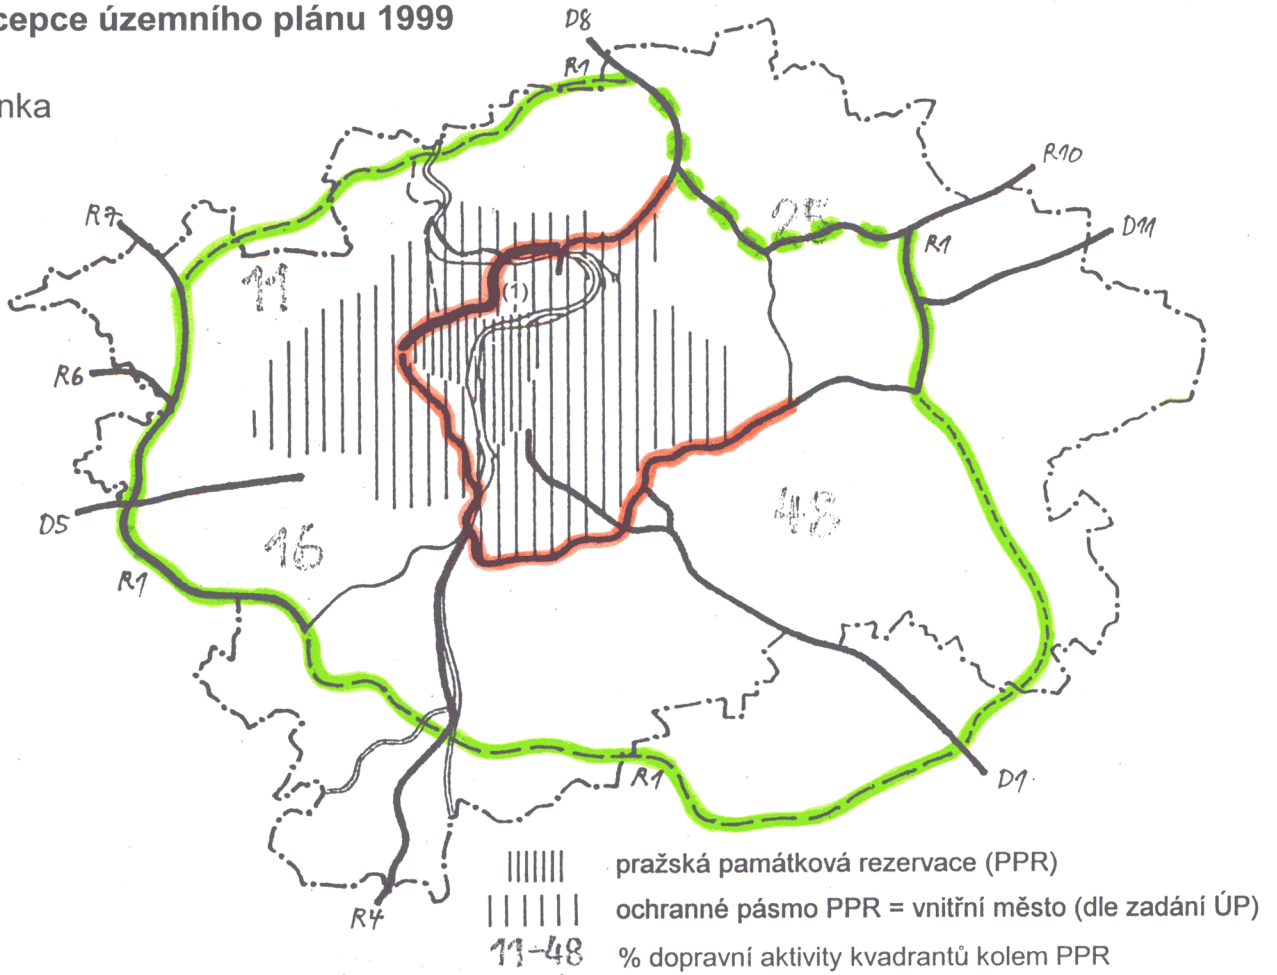 cepce územního plánu 1999
nka
D8
R1
R10
R7
25
D11
R1
11
(1)
R6
48
D5
16
R1
R1
D1
R4
pražská památková rezervace (PPR)
ochranné pásmo PPR = vnitřní město (dle zadání ÚP)
11-48 % dopravní aktivity kvadrantů kolem PPR